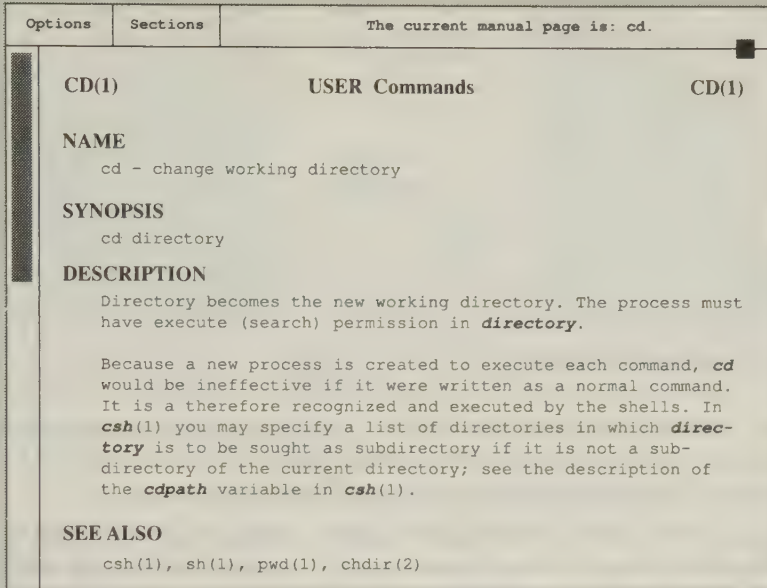 Options Sections The current manual page is: cd.
CD(1) USER Commands CD(1)
NAME
cd - change working directory
SYNOPSIS
cd directory
DESCRIPTION
Directory becomes the new working directory. The process must
have execute (search) permission in directory.
Because a new process is created to execute each command, cd
would be ineffective if it were written as a normal command.
It is a therefore recognized and executed by the shells. In
csh(1) you may specify a list of directories in which direc-
tory is to be sought as subdirectory if it is not a sub-
directory of the current directory; see the description of
the cdpath variable in csh(1).
SEE ALSO
csh(1), sh(1), pwd(1), chdir(2)